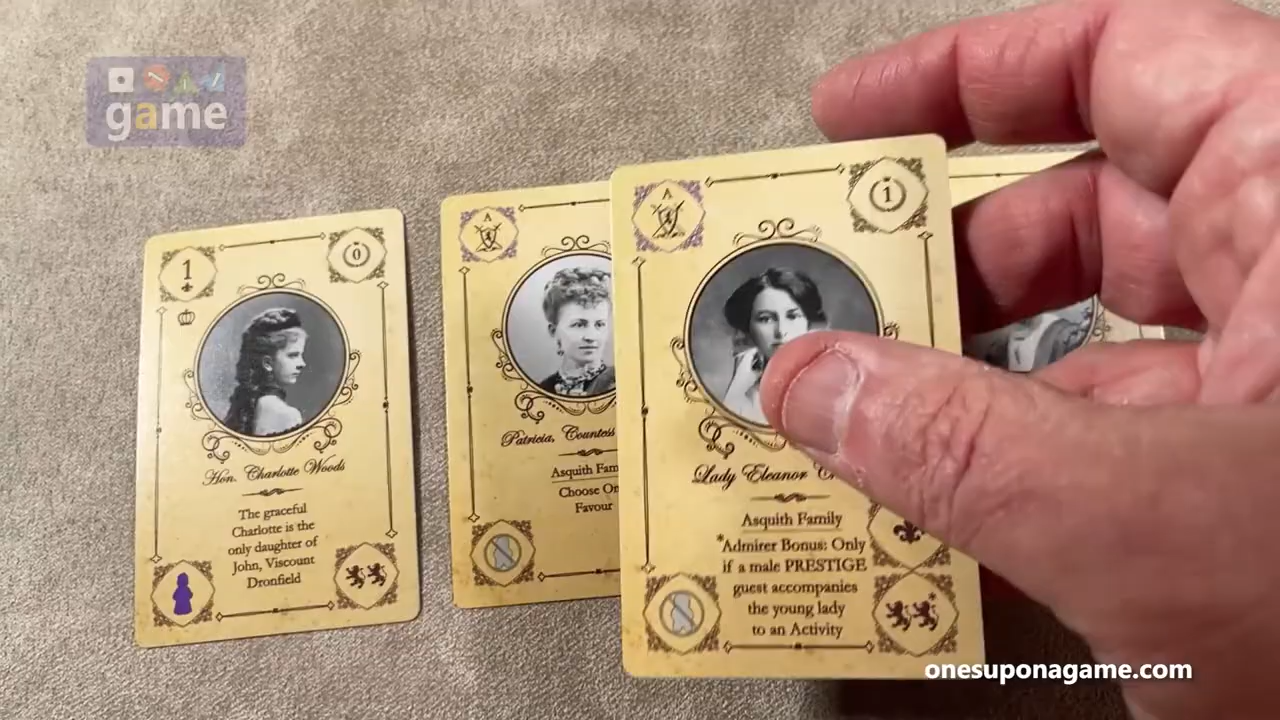 game
1
0
Hon. Charlotte Woods
The graceful
Charlotte is the
only daughter of
John, Viscount
Dronfield
A
Patricia, Countess
Asquith
Choose
Favour
A
1
Lady Eleanor
Asquith Family
*Admirer Bonus: Only
if a male PRESTIGE
guest accompanies
the young lady
to an Activity
*
onesuponagame.com